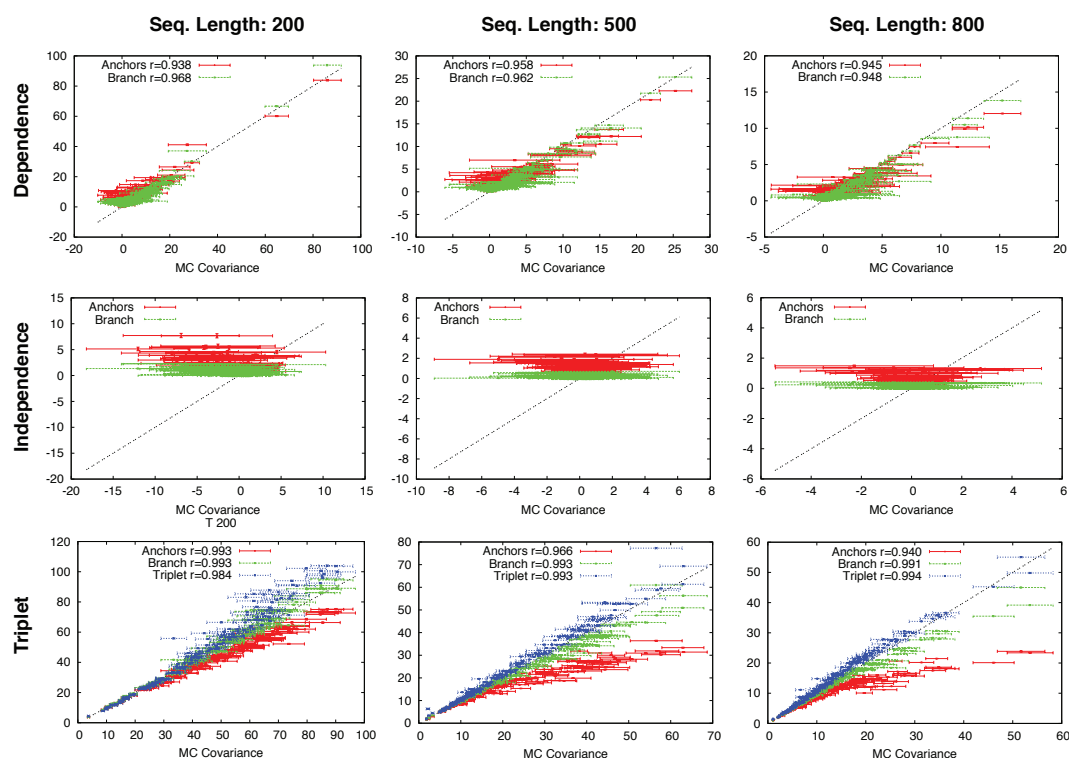 Seq. Length: 200
Seq. Length: 500
Seq. Length: 800
Dependence
100
80
60
40
20
0
-20
-20 0 20 40 60 80 100
MC Covariance
Anchors r=0.938
Branch r=0.968
30
25
20
15
10
5
0
-5
-10
-10 -5 0 5 10 15 20 25 30
MC Covariance
Anchors r=0.958
Branch r=0.962
20
15
10
5
0
-5
-5 0 5 10 15 20
MC Covariance
Anchors r=0.945
Branch r=0.948
Independence
15
10
5
0
-5
-10
-15
-20
-20 -15 -10 -5 0 5 10 15
MC Covariance
T 200
Anchors
Branch
8
6
4
2
0
-2
-4
-6
-8
-10
-10 -8 -6 -4 -2 0 2 4 6 8
MC Covariance
Anchors
Branch
6
4
2
0
-2
-4
-6
-6 -4 -2 0 2 4 6
MC Covariance
Anchors
Branch
Triplet
120
100
80
60
40
20
0
0 10 20 30 40 50 60 70 80 90 100
MC Covariance
Anchors r=0.993
Branch r=0.993
Triplet r=0.984
80
70
60
50
40
30
20
10
0
0 10 20 30 40 50 60 70
MC Covariance
Anchors r=0.966
Branch r=0.993
Triplet r=0.993
60
50
40
30
20
10
0
0 10 20 30 40 50 60
MC Covariance
Anchors r=0.940
Branch r=0.991
Triplet r=0.994